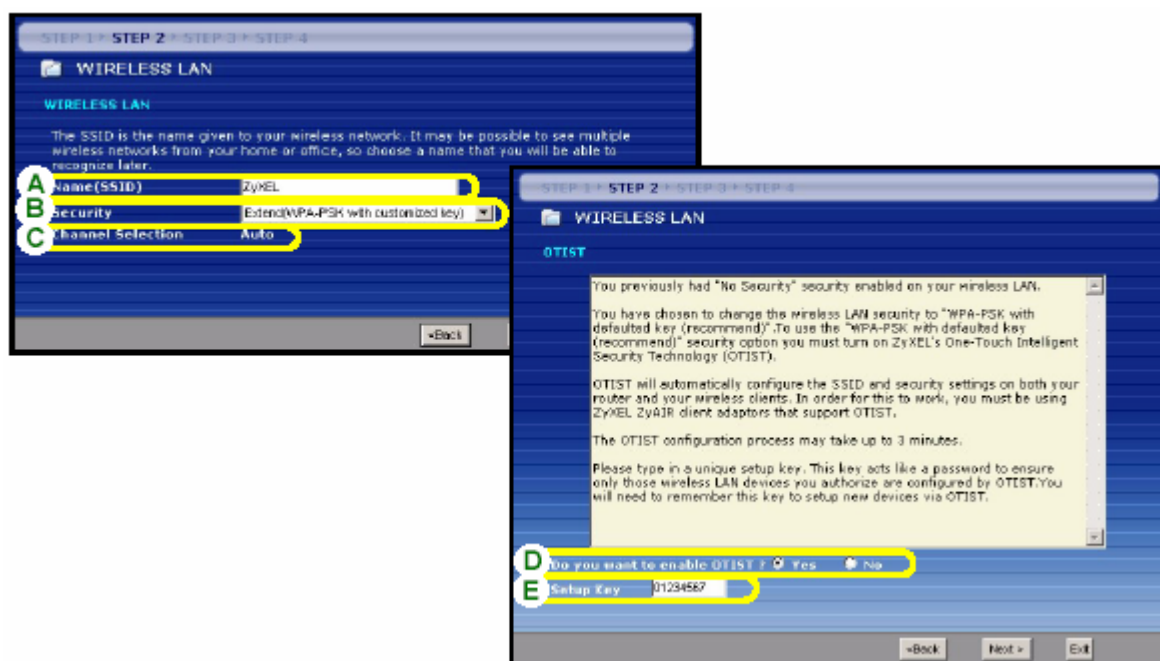 STEP 1 STEP 2 STEP 3 STEP 4
WIRELESS LAN
WIRELESS LAN
The SSID is the name given to your wireless network. It may be possible to see multiple
wireless networks from your home or office, so choose a name that you will be able to
recognize later.
A Name(SSID) ZyXEL
B Security Extend(WPA-PSK with customized key)
C Channel Selection Auto
<Back
STEP 1 STEP 2 STEP 3 STEP 4
WIRELESS LAN
OTIST
You previously had "No Security" security enabled on your wireless LAN.
You have chosen to change the wireless LAN security to "WPA-PSK with
defaulted key (recommend)".To use the "WPA-PSK with defaulted key
(recommend)" security option you must turn on ZyXEL's One-Touch Intelligent
Security Technology (OTIST).
OTIST will automatically configure the SSID and security settings on both your
router and your wireless clients. In order for this to work, you must be using
ZyXEL ZyAIR client adaptors that support OTIST.
The OTIST configuration process may take up to 3 minutes.
Please type in a unique setup key. This key acts like a password to ensure
only those wireless LAN devices you authorize are configured by OTIST.You
will need to remember this key to setup new devices via OTIST.
D Do you want to enable OTIST ? Yes No
E Setup Key 01234567
<Back Next > Exit